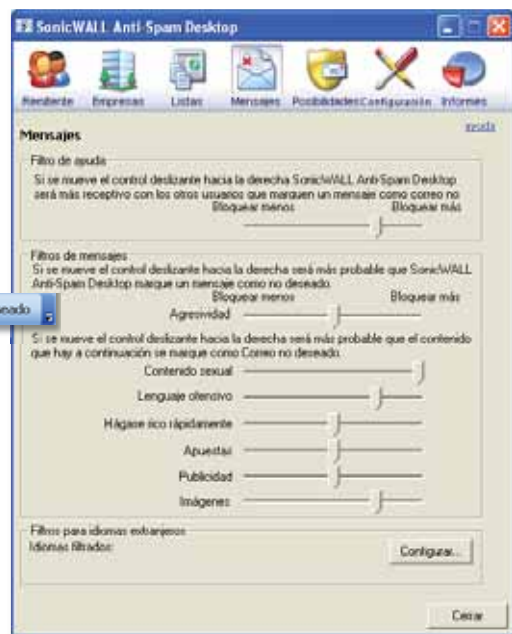 SonicWALL Anti-Spam Desktop
Remitente Empresas Listas Mensajes Posibilidades Configuración Informes
Mensajes
ayuda
Filtro de ayuda
Si se mueve el control deslizante hacia la derecha SonicWALL Anti-Spam Desktop
será más receptivo con los otros usuarios que marquen un mensaje como correo no
Bloquear menos Bloquear más
Filtros de mensajes
Si se mueve el control deslizante hacia la derecha será más probable que SonicWALL
Anti-Spam Desktop marque un mensaje como no deseado.
Bloquear menos Bloquear más
eado
Agresividad
Si se mueve el control deslizante hacia la derecha será más probable que el contenido
que hay a continuación se marque como Correo no deseado.
Contenido sexual
Lenguaje ofensivo
Hágase rico rápidamente
Apuestas
Publicidad
Imágenes
Filtros para idiomas extranjeros
Idiomas filtrados:
Configurar...
Cerrar